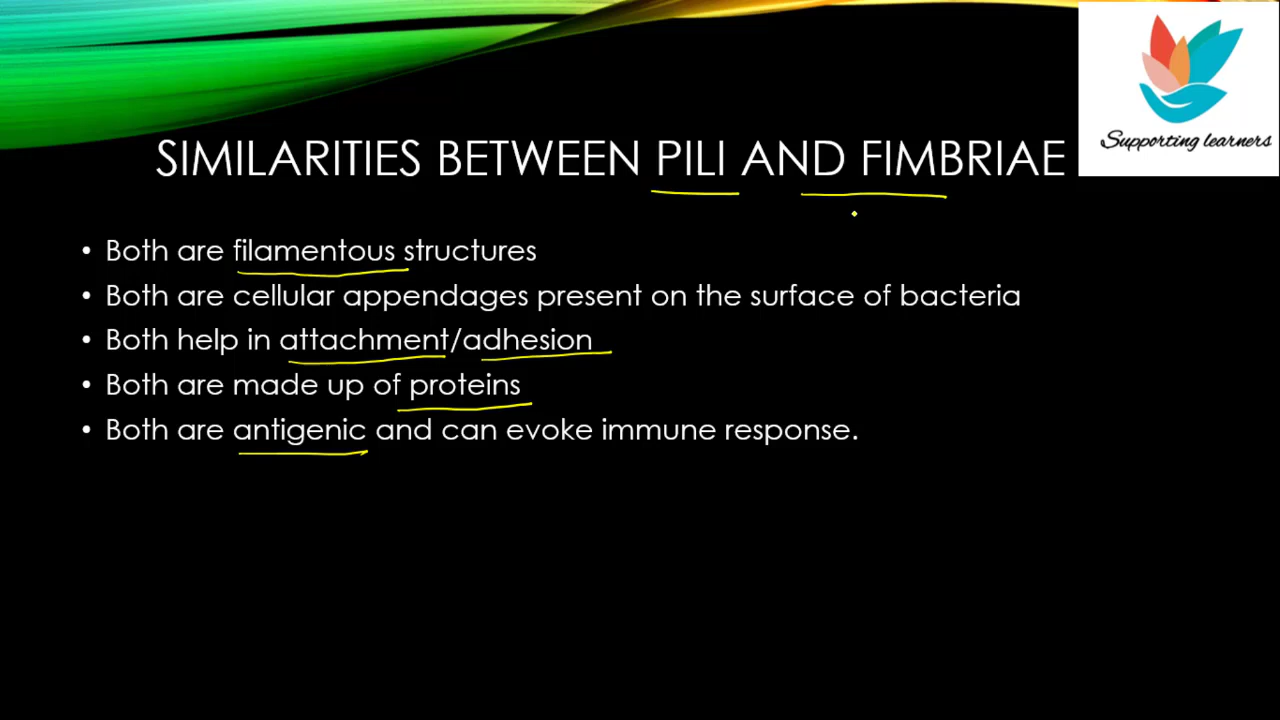 Supporting learners
SIMILARITIES BETWEEN PILI AND FIMBRIAE
• Both are filamentous structures
• Both are cellular appendages present on the surface of bacteria
• Both help in attachment/adhesion
• Both are made up of proteins
• Both are antigenic and can evoke immune response.